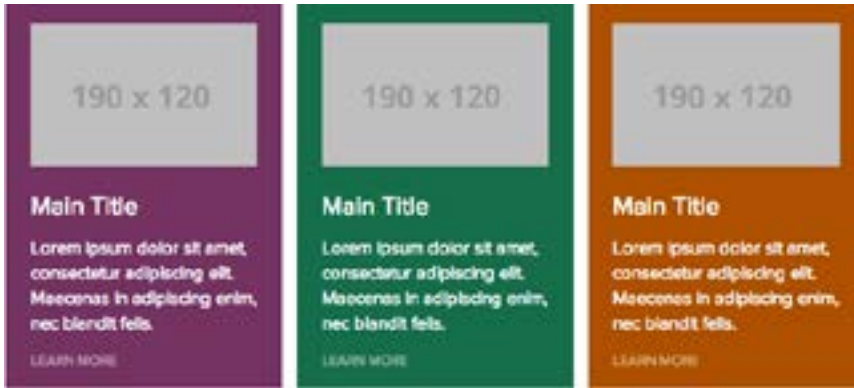 190 x 120
Main Title
Lorem ipsum dolor sit amet,
consectetur adipiscing elit.
Maecenas in adipiscing enim,
nec blandit felis.
LEARN MORE
190 x 120
Main Title
Lorem ipsum dolor sit amet,
consectetur adipiscing elit.
Maecenas in adipiscing enim,
nec blandit felis.
LEARN MORE
190 x 120
Main Title
Lorem ipsum dolor sit amet,
consectetur adipiscing elit.
Maecenas in adipiscing enim,
nec blandit felis.
LEARN MORE